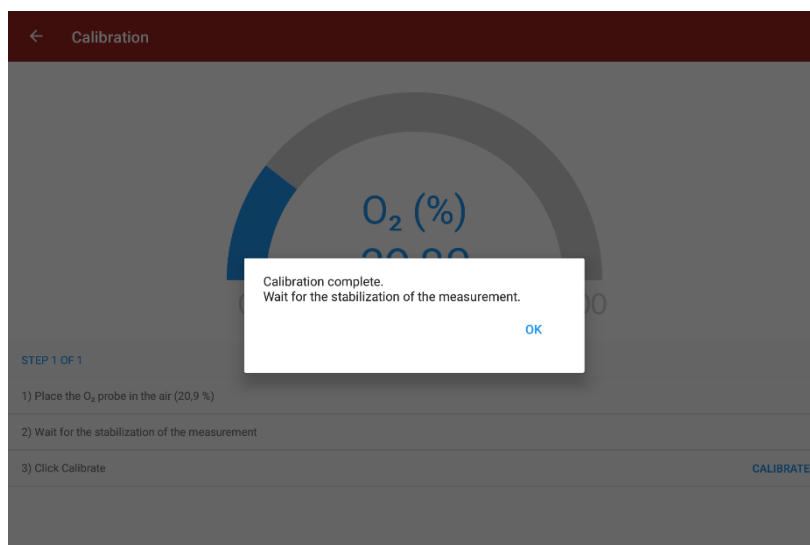 Calibration
O₂ (%)
Calibration complete.
Wait for the stabilization of the measurement.
OK
STEP 1 OF 1
1) Place the O₂ probe in the air (20,9 %)
2) Wait for the stabilization of the measurement
3) Click Calibrate
CALIBRATE